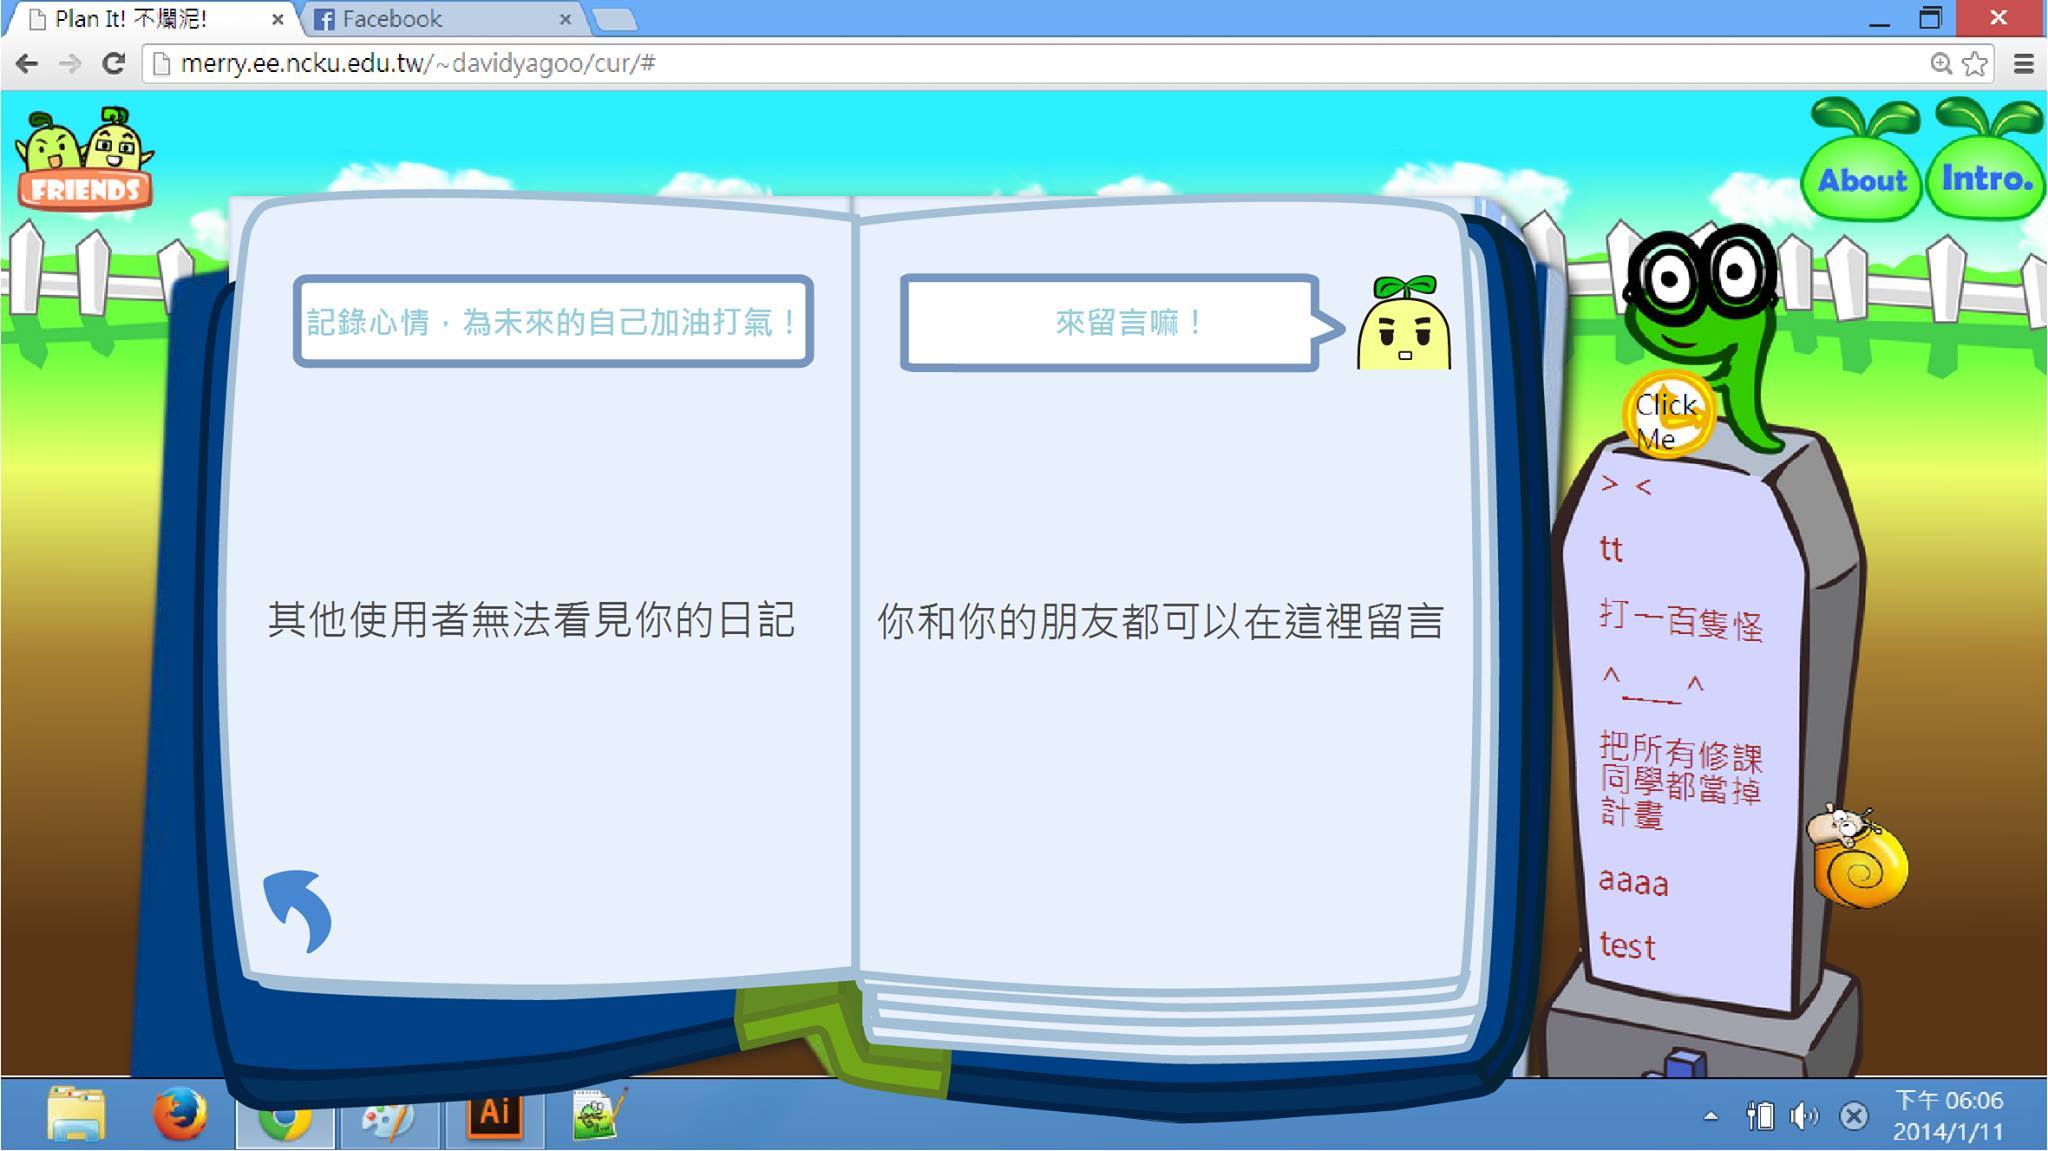 Plan It! 不爛泥!
Facebook
merry.ee.ncku.edu.tw/~davidyagoo/cur/#
FRIENDS
About
Intro.
記錄心情，為未來的自己加油打氣！
來留言嘛！
Click
Me
> <
tt
其他使用者無法看見你的日記
你和你的朋友都可以在這裡留言
打一百隻怪
^____^
把所有修課
同學都當掉
計畫
aaaa
test
Ai
下午 06:06
2014/1/11